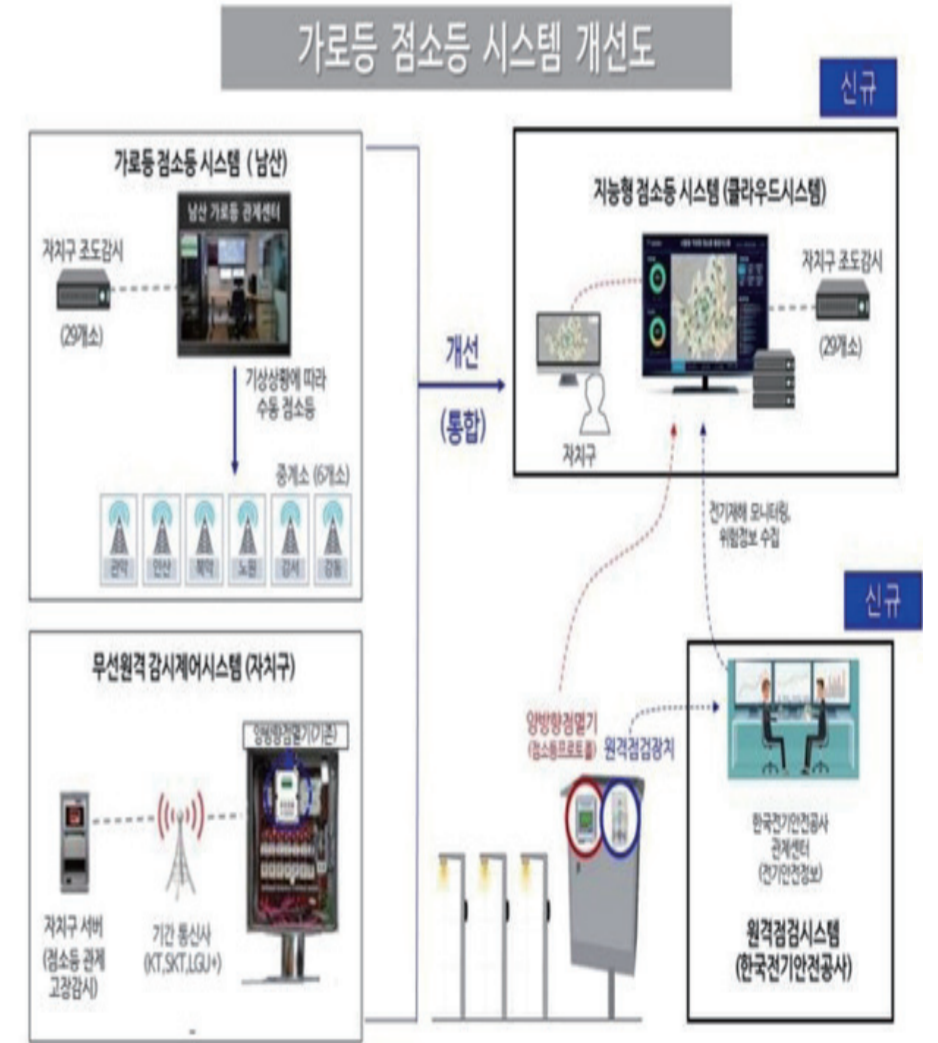 가로등 점소등 시스템 개선도
신규
가로등 점소등 시스템 (남산)
남산 가로등 관제센터
자치구 조도감시
(29개소)
기상상황에 따라
수동 점소등
중계소 (6개소)
관악
안산
북악
노원
강서
강동
무선원격 감시제어시스템 (자치구)
양방향점멸기(기존)
자치구 서버
(점소등 관제
고장감시)
기간 통신사
(KT,SKT,LGU+)
개선
(통합)
지능형 점소등 시스템 (클라우드시스템)
자치구 조도감시
(29개소)
자치구
전기재해 모니터링,
위험정보 수집
신규
양방향점멸기
(점소등프로토콜)
원격점검장치
한국전기안전공사
관제센터
(전기안전정보)
원격점검시스템
(한국전기안전공사)